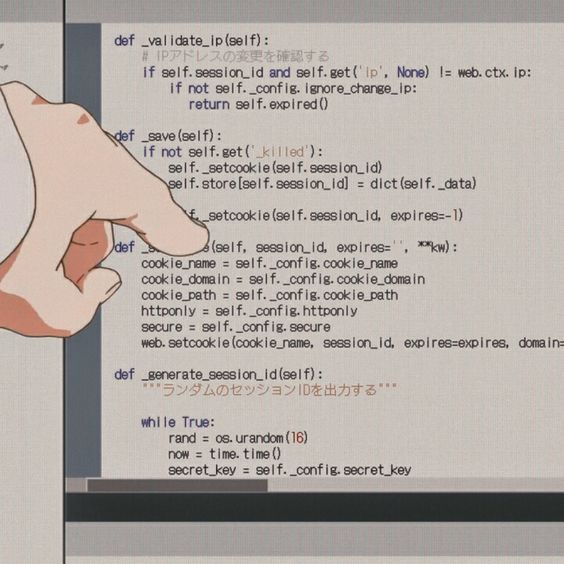 def _validate_ip(self):
# IPアドレスの変更を確認する
if self.session_id and self.get('ip', None) != web.ctx.ip:
if not self._config.ignore_change_ip:
return self.expired()
def _save(self):
if not self.get('_killed'):
self._setcookie(self.session_id)
self.store[self.session_id] = dict(self._data)
_setcookie(self.session_id, expires=-1)
def (self, session_id, expires='', **kw):
cookie_name = self._config.cookie_name
cookie_domain = self._config.cookie_domain
cookie_path = self._config.cookie_path
httponly = self._config.httponly
secure = self._config.secure
web.setcookie(cookie_name, session_id, expires=expires, domain=
def _generate_session_id(self):
"""ランダムのセッションIDを出力する"""
while True:
rand = os.urandom(16)
now = time.time()
secret_key = self._config.secret_key